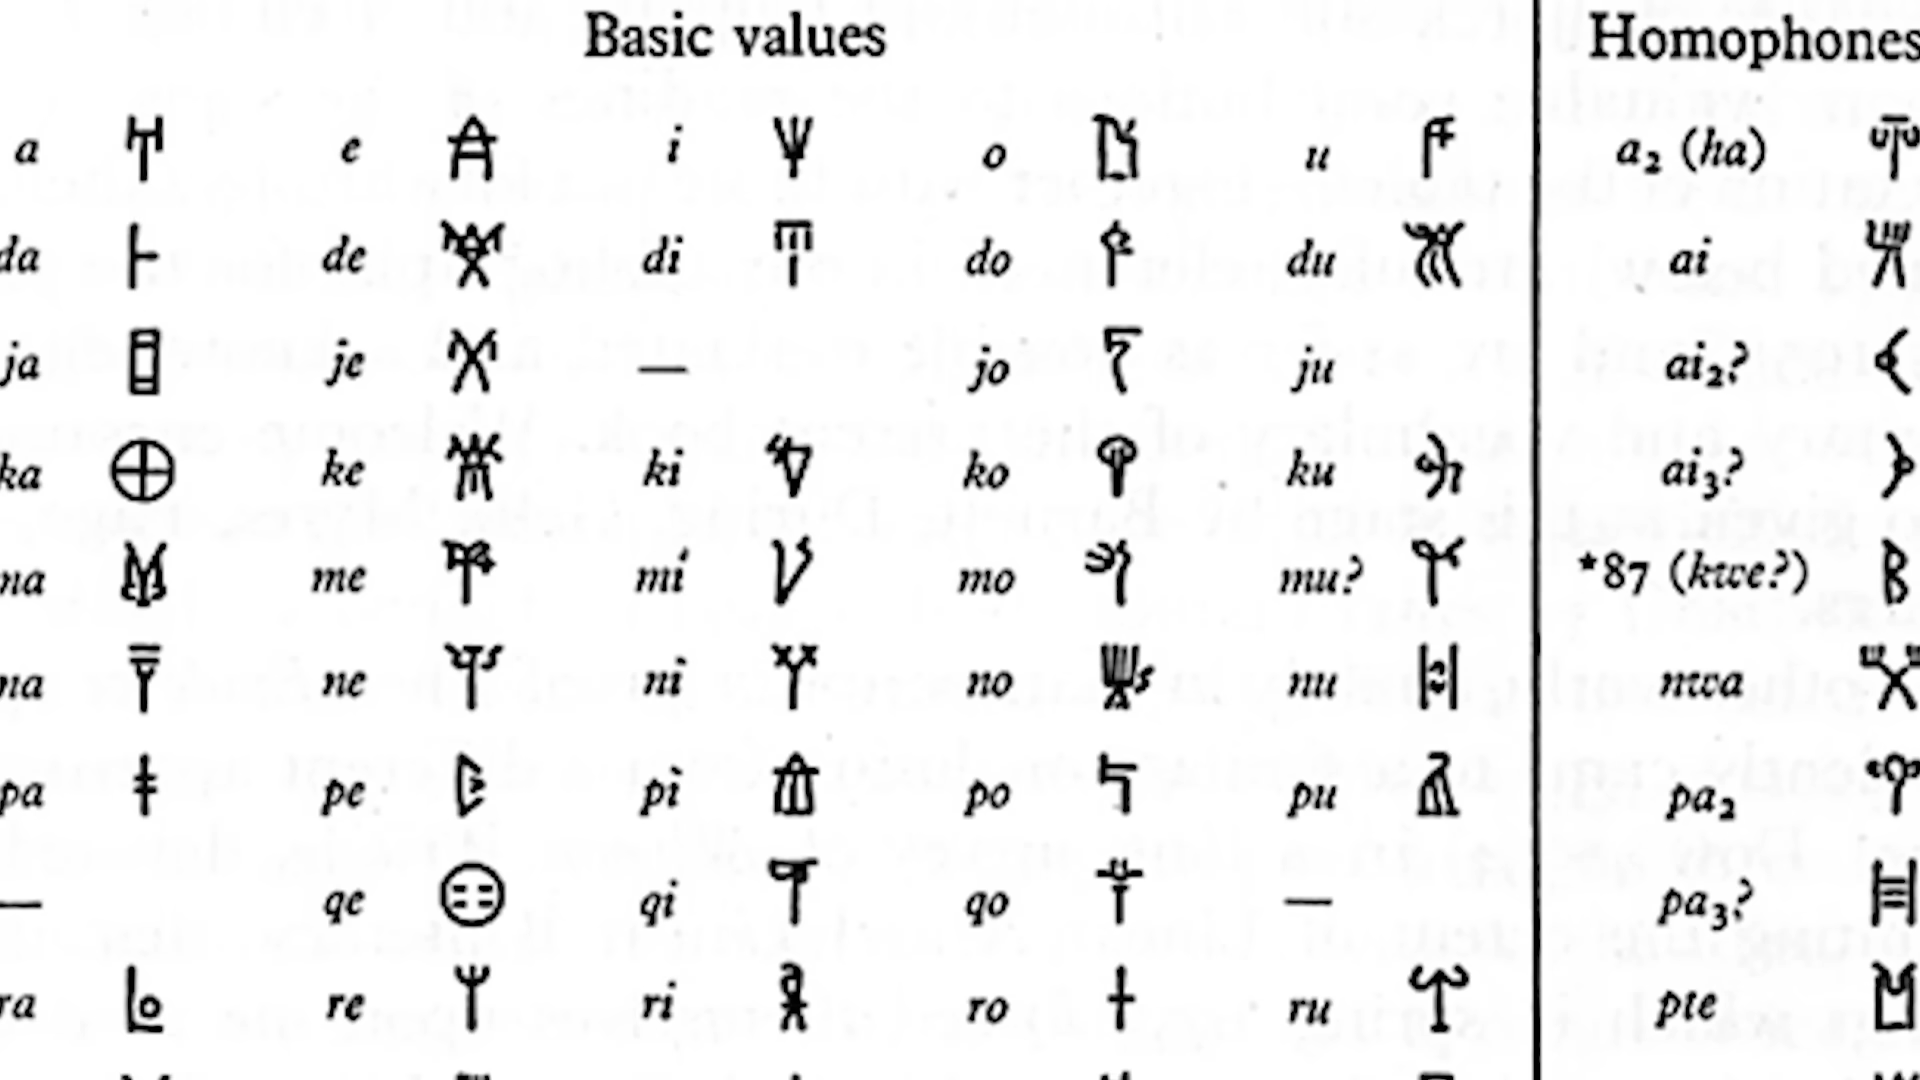 Basic values Homophones
a 𐀀 e 𐀁 i 𐀂 o 𐀃 u 𐀄 a₂ (ha) 𐁀
da 𐀅 de 𐀆 di 𐀇 do 𐀈 du 𐀉 ai 𐁁
ja 𐀊 je 𐀋 — jo 𐀍 ju ai₂? 𐁓
ka 𐀏 ke 𐀐 ki 𐀑 ko 𐀒 ku 𐀓 ai₃?
ma 𐀔 me 𐀕 mi 𐀖 mo 𐀗 mu? 𐀘 *87 (kwe?) 𐁌
na 𐀙 ne 𐀚 ni 𐀛 no 𐀜 nu 𐀝 nwa 𐁅
pa 𐀞 pe 𐀟 pi 𐀠 po 𐀡 pu 𐀢 pa₂ 𐀣
— qe 𐀤 qi 𐀥 qo 𐀦 — pa₃? 𐁖
ra 𐀨 re 𐀩 ri 𐀪 ro 𐀫 ru 𐀬 pte 𐁇